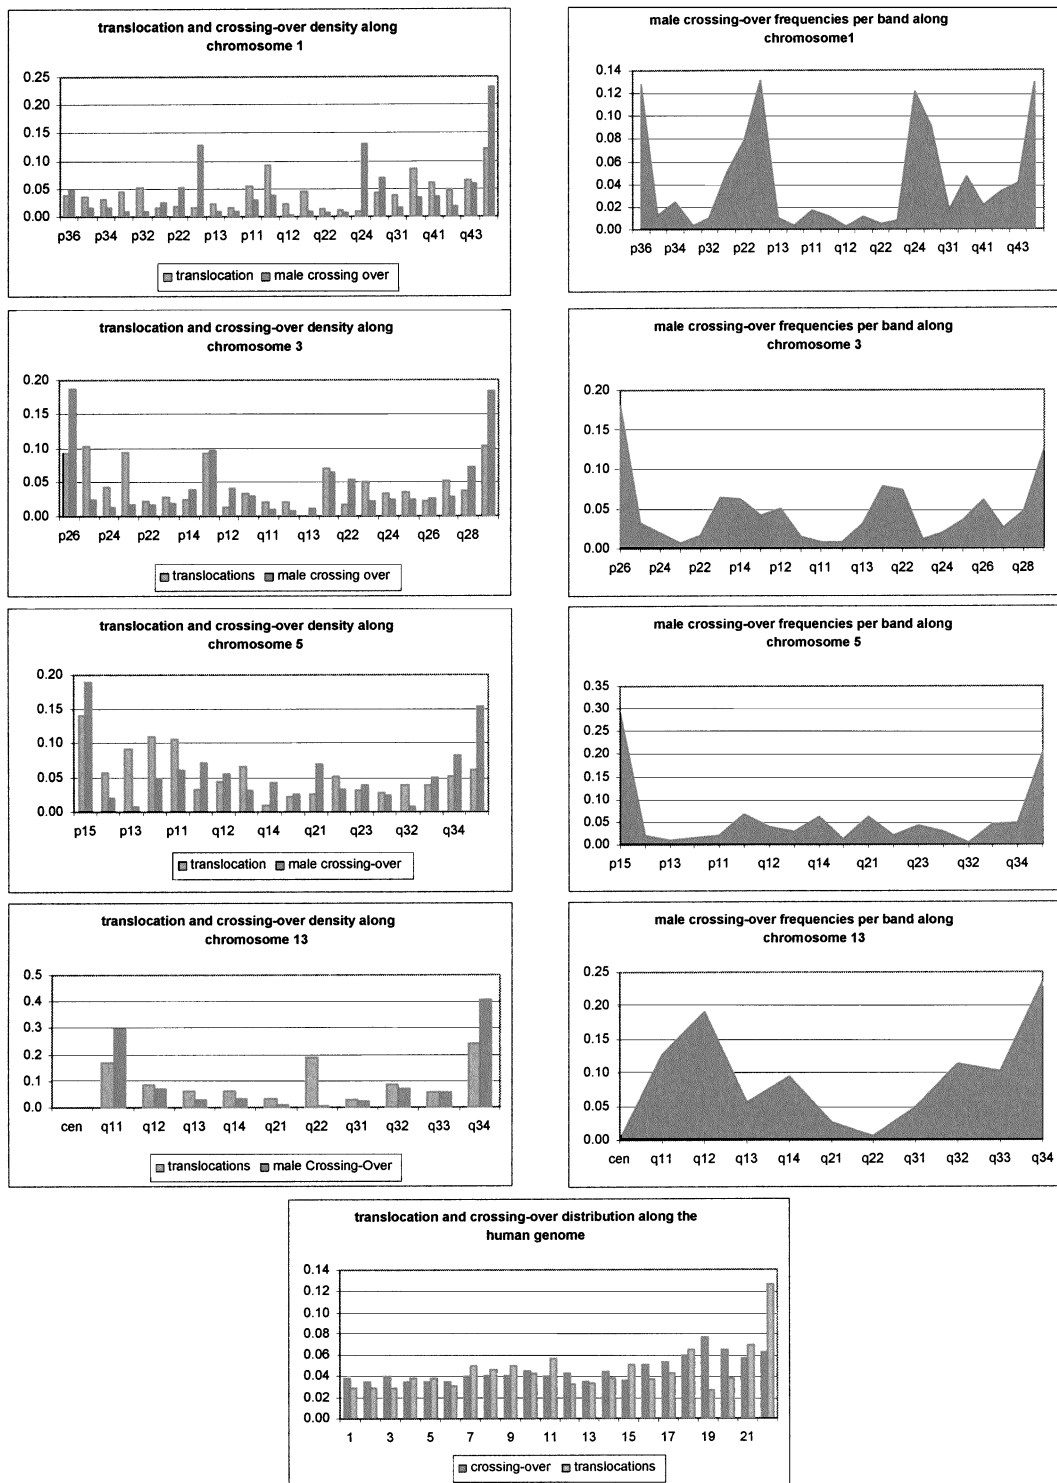 translocation and crossing-over density along
chromosome 1
0.25
0.20
0.15
0.10
0.05
0.00
p36 p34 p32 p22 p13 p11 q12 q22 q24 q31 q41 q43
translocation male crossing over
male crossing-over frequencies per band along
chromosome1
0.14
0.12
0.10
0.08
0.06
0.04
0.02
0.00
p36 p34 p32 p22 p13 p11 q12 q22 q24 q31 q41 q43
translocation and crossing-over density along
chromosome 3
0.20
0.15
0.10
0.05
0.00
p26 p24 p22 p14 p12 q11 q13 q22 q24 q26 q28
translocations male crossing over
male crossing-over frequencies per band along
chromosome 3
0.20
0.15
0.10
0.05
0.00
p26 p24 p22 p14 p12 q11 q13 q22 q24 q26 q28
translocation and crossing-over density along
chromosome 5
0.20
0.15
0.10
0.05
0.00
p15 p13 p11 q12 q14 q21 q23 q32 q34
translocation male crossing-over
male crossing-over frequencies per band along
chromosome 5
0.35
0.30
0.25
0.20
0.15
0.10
0.05
0.00
p15 p13 p11 q12 q14 q21 q23 q32 q34
translocation and crossing-over density along
chromosome 13
0.5
0.4
0.3
0.2
0.1
0.0
cen q11 q12 q13 q14 q21 q22 q31 q32 q33 q34
translocations male Crossing-Over
male crossing-over frequencies per band along
chromosome 13
0.25
0.20
0.15
0.10
0.05
0.00
cen q11 q12 q13 q14 q21 q22 q31 q32 q33 q34
translocation and crossing-over distribution along the
human genome
0.14
0.12
0.10
0.08
0.06
0.04
0.02
0.00
1 3 5 7 9 11 13 15 17 19 21
crossing-over translocations